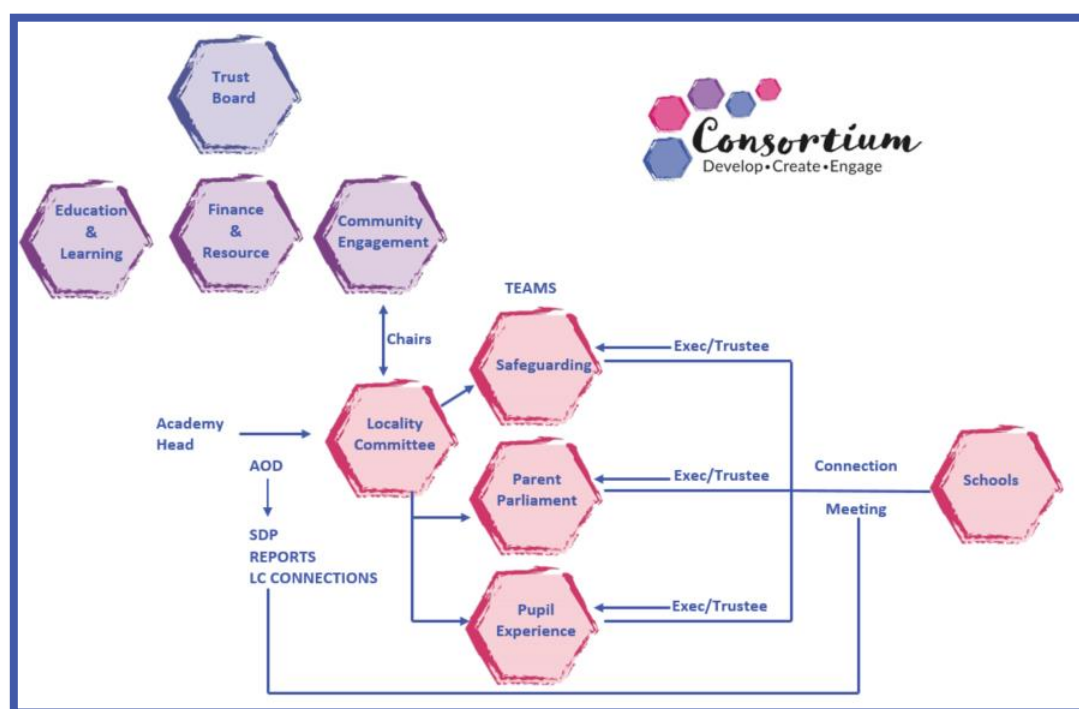 Trust
Board
Consortium
Develop•Create•Engage
Education
&
Learning
Finance
&
Resource
Community
Engagement
TEAMS
Chairs
Safeguarding
Exec/Trustee
Academy
Head
Locality
Committee
AOD
SDP
REPORTS
LC CONNECTIONS
Parent
Parliament
Exec/Trustee
Connection
Meeting
Schools
Pupil
Experience
Exec/Trustee